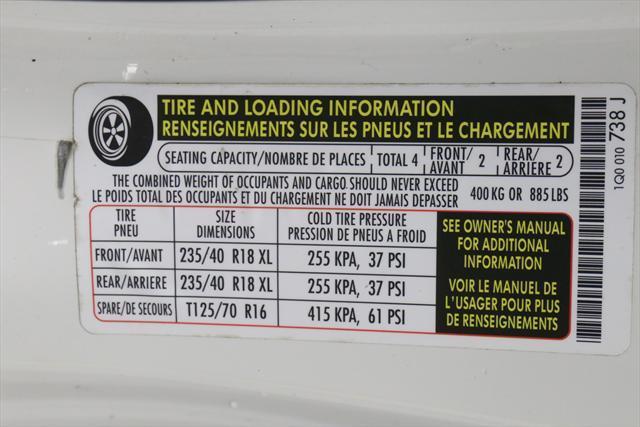 TIRE AND LOADING INFORMATION
RENSEIGNEMENTS SUR LES PNEUS ET LE CHARGEMENT
SEATING CAPACITY/NOMBRE DE PLACES TOTAL 4 FRONT/AVANT 2 REAR/ARRIERE 2
THE COMBINED WEIGHT OF OCCUPANTS AND CARGO SHOULD NEVER EXCEED
LE POIDS TOTAL DES OCCUPANTS ET DU CHARGEMENT NE DOIT JAMAIS DEPASSER
400 KG OR 885 LBS
TIRE SIZE COLD TIRE PRESSURE
PNEU DIMENSIONS PRESSION DE PNEUS A FROID
FRONT/AVANT 235/40 R18 XL 255 KPA, 37 PSI
REAR/ARRIERE 235/40 R18 XL 255 KPA, 37 PSI
SPARE/DE SECOURS T125/70 R16 415 KPA, 61 PSI
SEE OWNER'S MANUAL
FOR ADDITIONAL
INFORMATION
VOIR LE MANUEL DE
L'USAGER POUR PLUS
DE RENSEIGNEMENTS
1Q0 010 738 J